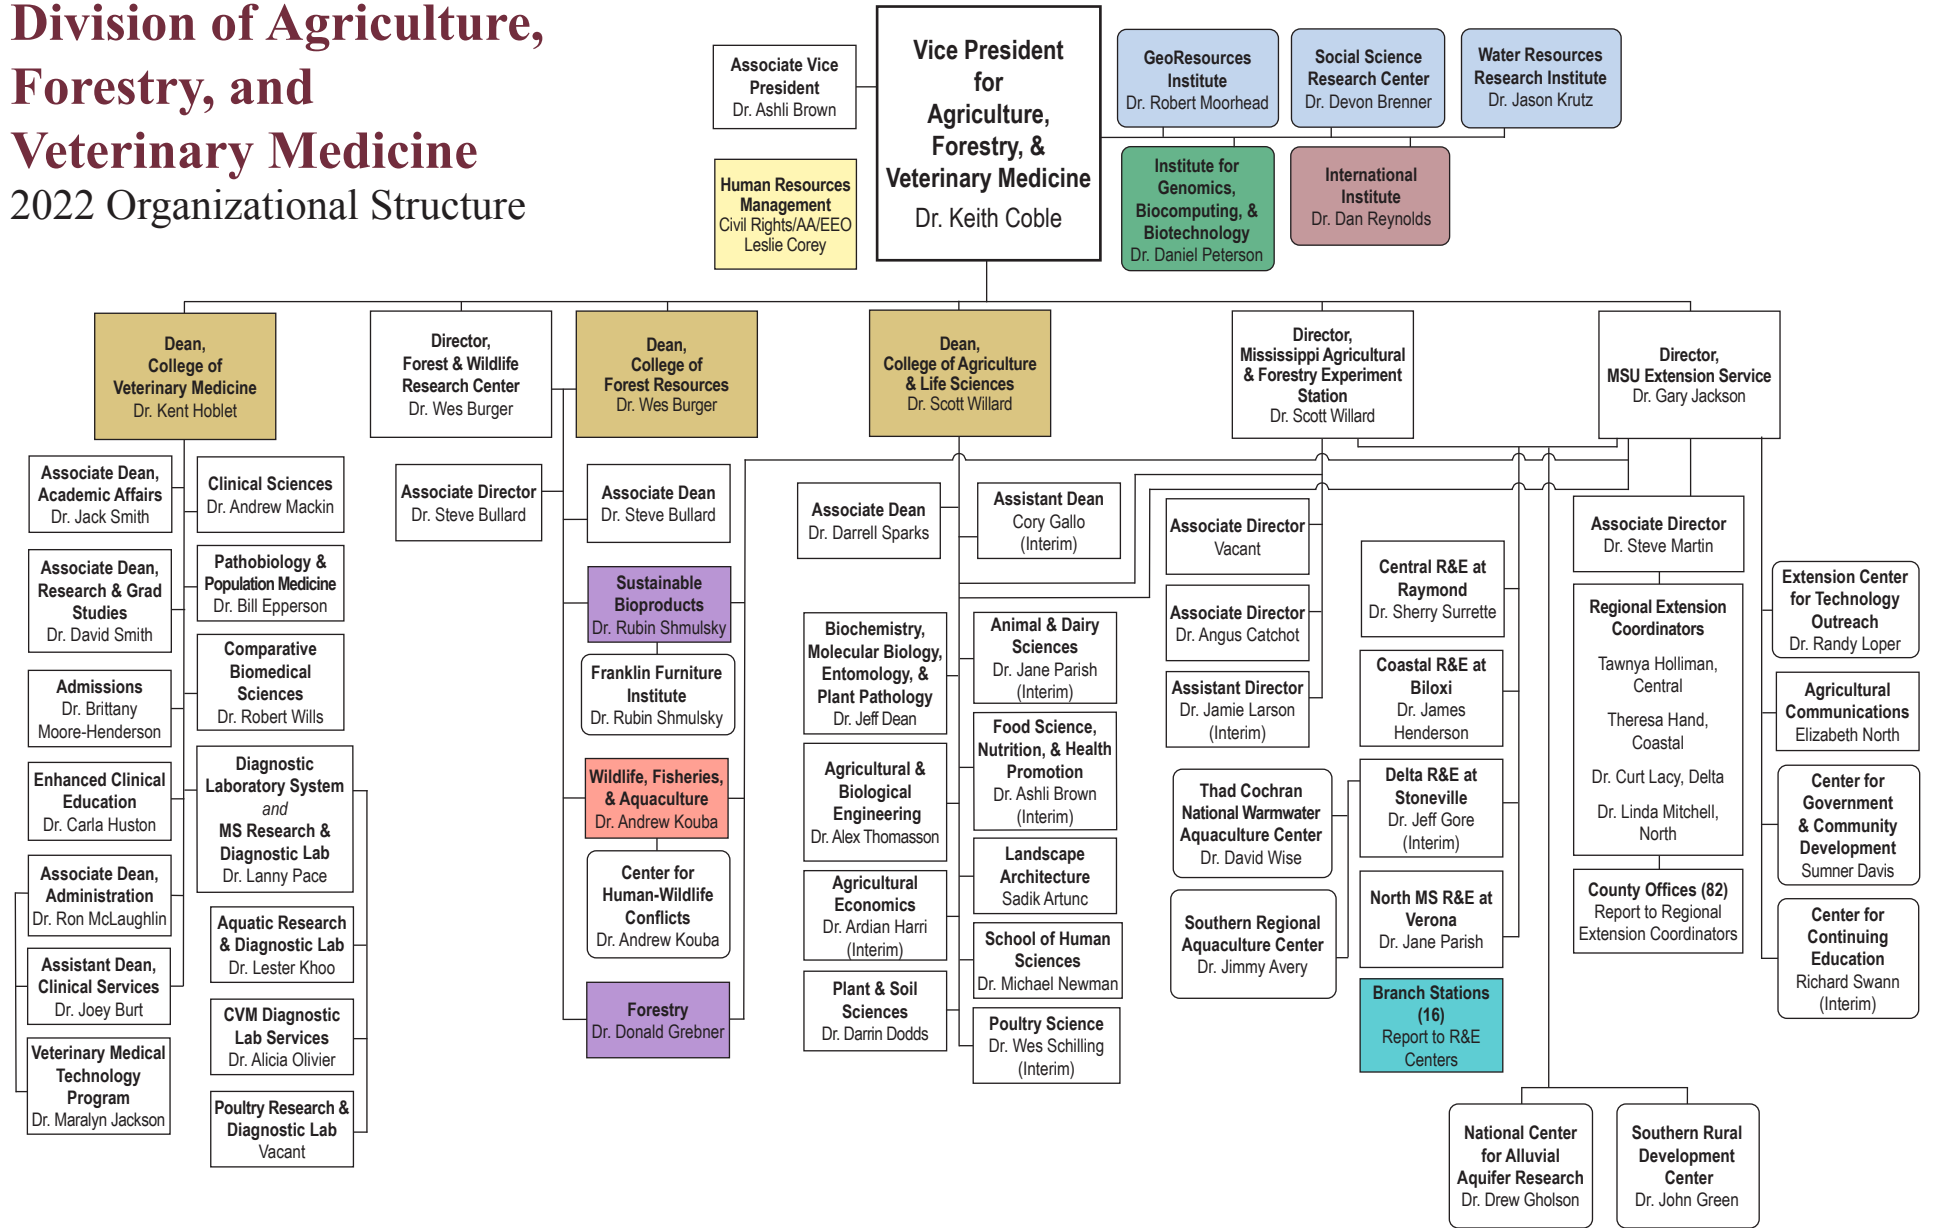 Division of Agriculture,
Forestry, and
Veterinary Medicine
2022 Organizational Structure
Associate Vice
President
Dr. Ashli Brown
Human Resources
Management
Civil Rights/AA/EEO
Leslie Corey
Vice President
for
Agriculture,
Forestry, &
Veterinary Medicine
Dr. Keith Coble
GeoResources
Institute
Dr. Robert Moorhead
Social Science
Research Center
Dr. Devon Brenner
Water Resources
Research Institute
Dr. Jason Krutz
Institute for
Genomics,
Biocomputing, &
Biotechnology
Dr. Daniel Peterson
International
Institute
Dr. Dan Reynolds
Dean,
College of
Veterinary Medicine
Dr. Kent Hoblet
Director,
Forest & Wildlife
Research Center
Dr. Wes Burger
Dean,
College of
Forest Resources
Dr. Wes Burger
Dean,
College of Agriculture
& Life Sciences
Dr. Scott Willard
Director,
Mississippi Agricultural
& Forestry Experiment
Station
Dr. Scott Willard
Director,
MSU Extension Service
Dr. Gary Jackson
Associate Dean,
Academic Affairs
Dr. Jack Smith
Associate Dean,
Research & Grad
Studies
Dr. David Smith
Admissions
Dr. Brittany
Moore-Henderson
Enhanced Clinical
Education
Dr. Carla Huston
Associate Dean,
Administration
Dr. Ron McLaughlin
Assistant Dean,
Clinical Services
Dr. Joey Burt
Veterinary Medical
Technology
Program
Dr. Maralyn Jackson
Clinical Sciences
Dr. Andrew Mackin
Pathobiology &
Population Medicine
Dr. Bill Epperson
Comparative
Biomedical
Sciences
Dr. Robert Wills
Diagnostic
Laboratory System
and
MS Research &
Diagnostic Lab
Dr. Lanny Pace
Aquatic Research
& Diagnostic Lab
Dr. Lester Khoo
CVM Diagnostic
Lab Services
Dr. Alicia Olivier
Poultry Research &
Diagnostic Lab
Vacant
Associate Director
Dr. Steve Bullard
Associate Dean
Dr. Steve Bullard
Sustainable
Bioproducts
Dr. Rubin Shmulsky
Franklin Furniture
Institute
Dr. Rubin Shmulsky
Wildlife, Fisheries,
& Aquaculture
Dr. Andrew Kouba
Center for
Human-Wildlife
Conflicts
Dr. Andrew Kouba
Forestry
Dr. Donald Grebner
Associate Dean
Dr. Darrell Sparks
Assistant Dean
Cory Gallo
(Interim)
Biochemistry,
Molecular Biology,
Entomology, &
Plant Pathology
Dr. Jeff Dean
Agricultural &
Biological
Engineering
Dr. Alex Thomasson
Agricultural
Economics
Dr. Ardian Harri
(Interim)
Plant & Soil
Sciences
Dr. Darrin Dodds
Animal & Dairy
Sciences
Dr. Jane Parish
(Interim)
Food Science,
Nutrition, & Health
Promotion
Dr. Ashli Brown
(Interim)
Landscape
Architecture
Sadik Artunc
School of Human
Sciences
Dr. Michael Newman
Poultry Science
Dr. Wes Schilling
(Interim)
Associate Director
Vacant
Associate Director
Dr. Angus Catchot
Assistant Director
Dr. Jamie Larson
(Interim)
Thad Cochran
National Warmwater
Aquaculture Center
Dr. David Wise
Southern Regional
Aquaculture Center
Dr. Jimmy Avery
Central R&E at
Raymond
Dr. Sherry Surrette
Coastal R&E at
Biloxi
Dr. James
Henderson
Delta R&E at
Stoneville
Dr. Jeff Gore
(Interim)
North MS R&E at
Verona
Dr. Jane Parish
Branch Stations
(16)
Report to R&E
Centers
Associate Director
Dr. Steve Martin
Regional Extension
Coordinators
Tawnya Holliman,
Central
Theresa Hand,
Coastal
Dr. Curt Lacy, Delta
Dr. Linda Mitchell,
North
County Offices (82)
Report to Regional
Extension Coordinators
Extension Center
for Technology
Outreach
Dr. Randy Loper
Agricultural
Communications
Elizabeth North
Center for
Government
& Community
Development
Sumner Davis
Center for
Continuing
Education
Richard Swann
(Interim)
National Center
for Alluvial
Aquifer Research
Dr. Drew Gholson
Southern Rural
Development
Center
Dr. John Green